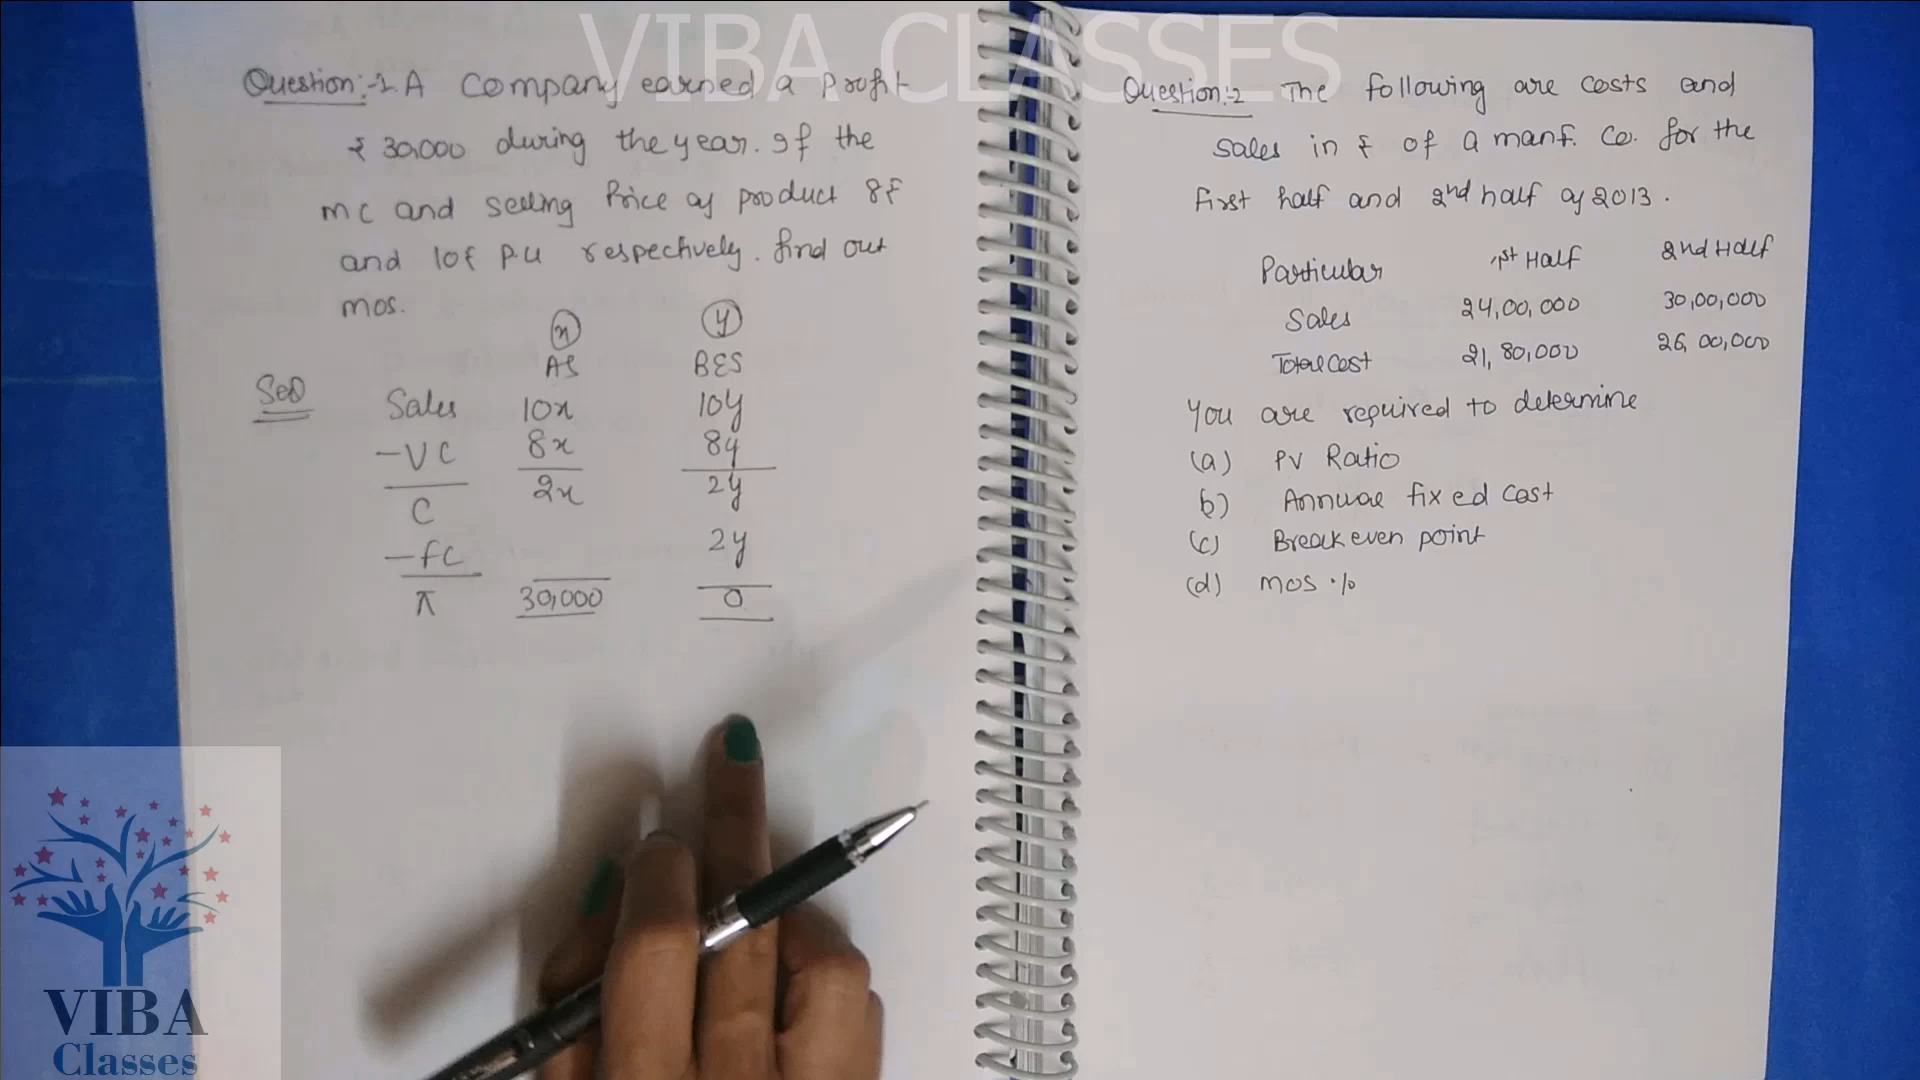 VIBA CLASSES
Question:-1. A Company earned a Profit
₹ 30,000 during the year. If the
mc and selling Price of product 8₹
and 10₹ P.U respectively. find out
mos.
x y
AS BES
Sol Sales 10x 10y
-VC 8x 8y
C 2x 2y
-fc 2y
π 30,000 0
Question:2 The following are costs and
sales in ₹ of a manf. Co. for the
first half and 2nd half of 2013.
Particular 1st Half 2nd Half
Sales 24,00,000 30,00,000
Total Cost 21,80,000 26,00,000
You are required to determine
(a) PV Ratio
b) Annual fixed cost
(c) Break even point
(d) mos %
VIBA
Classes